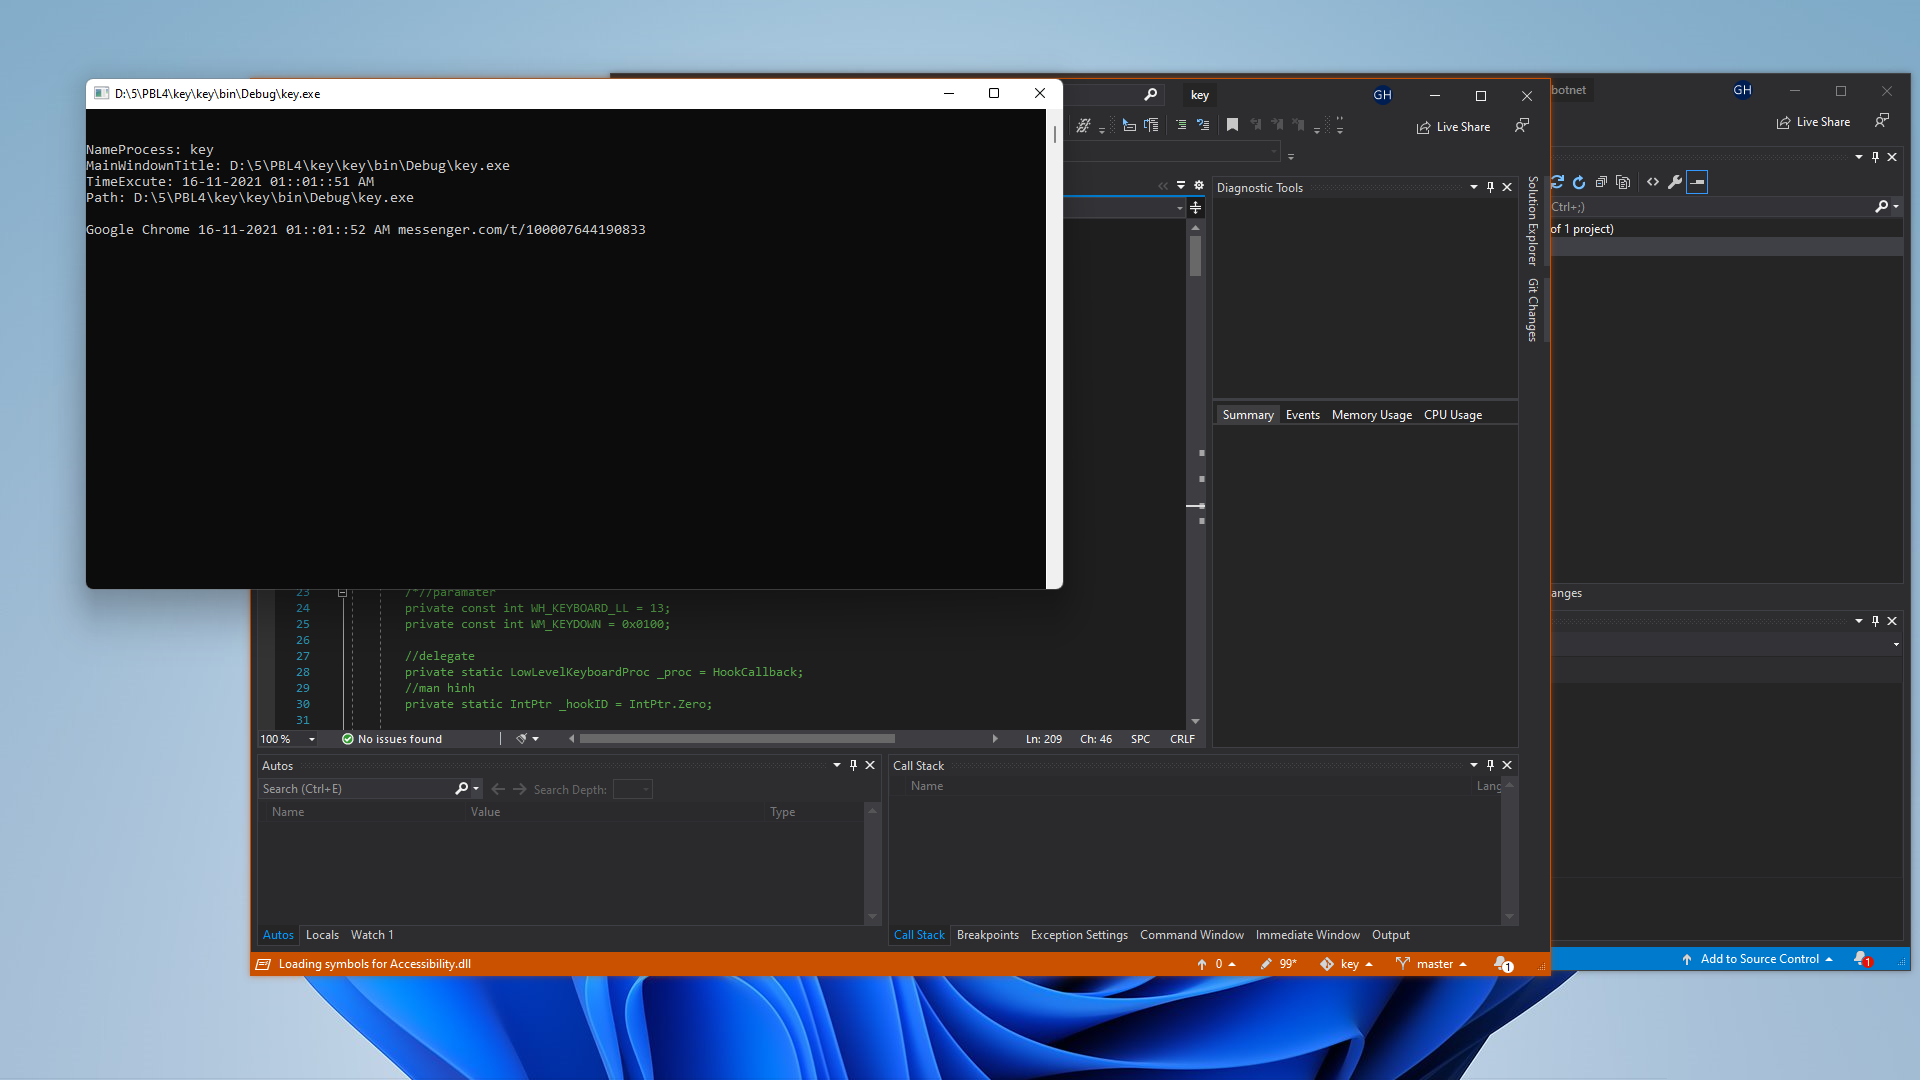 D:\5\PBL4\key\key\bin\Debug\key.exe
NameProcess: key
MainWindownTitle: D:\5\PBL4\key\key\bin\Debug\key.exe
TimeExcute: 16-11-2021 01::01::51 AM
Path: D:\5\PBL4\key\key\bin\Debug\key.exe
Google Chrome 16-11-2021 01::01::52 AM messenger.com/t/100007644190833
key
GH
Live Share
botnet
GH
Live Share
Diagnostic Tools
Summary Events Memory Usage CPU Usage
Solution Explorer
Git Changes
Ctrl+;)
of 1 project)
anges
23 /*//paramater
24 private const int WH_KEYBOARD_LL = 13;
25 private const int WM_KEYDOWN = 0x0100;
26
27 //delegate
28 private static LowLevelKeyboardProc _proc = HookCallback;
29 //man hinh
30 private static IntPtr _hookID = IntPtr.Zero;
31
100 % No issues found Ln: 209 Ch: 46 SPC CRLF
Autos
Search (Ctrl+E) Search Depth:
Name Value Type
Autos Locals Watch 1
Call Stack
Name Lang
Call Stack Breakpoints Exception Settings Command Window Immediate Window Output
Loading symbols for Accessibility.dll 0 99* key master 1
Add to Source Control 1